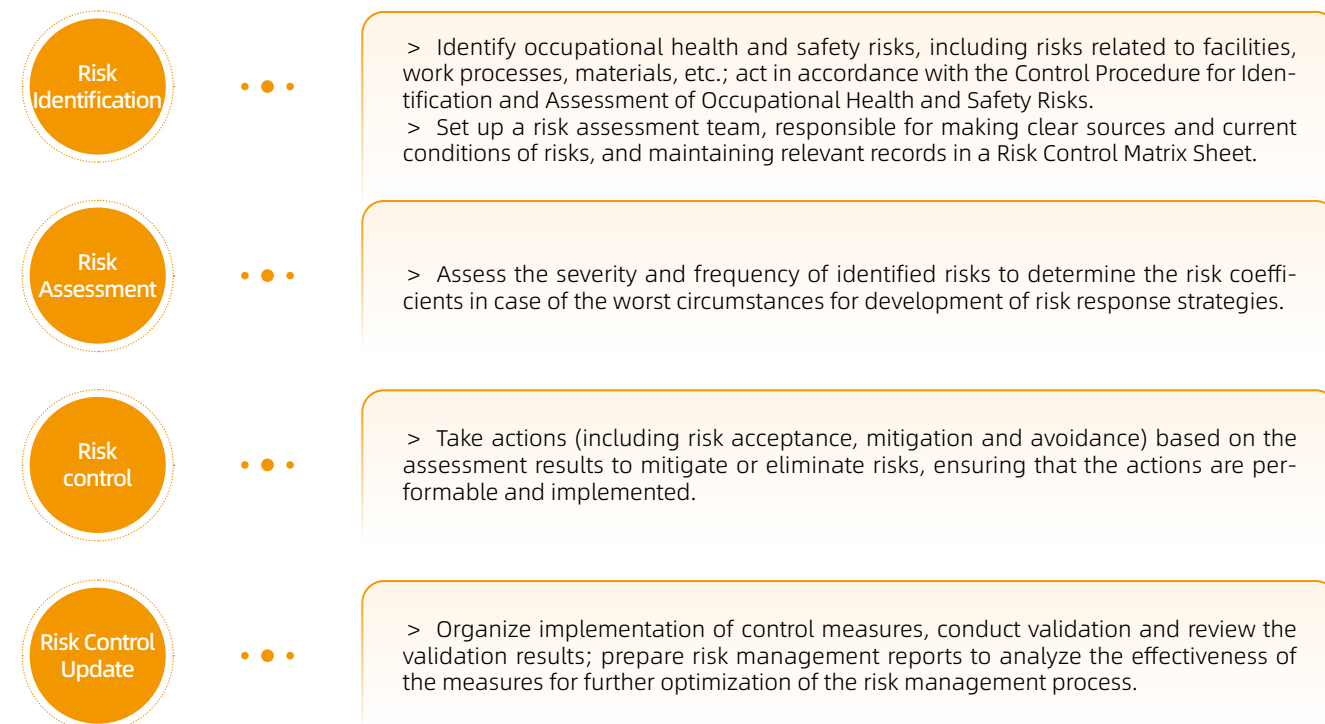 Risk
Identification
> Identify occupational health and safety risks, including risks related to facilities,
work processes, materials, etc.; act in accordance with the Control Procedure for Iden-
tification and Assessment of Occupational Health and Safety Risks.
> Set up a risk assessment team, responsible for making clear sources and current
conditions of risks, and maintaining relevant records in a Risk Control Matrix Sheet.
Risk
Assessment
> Assess the severity and frequency of identified risks to determine the risk coeffi-
cients in case of the worst circumstances for development of risk response strategies.
Risk
control
> Take actions (including risk acceptance, mitigation and avoidance) based on the
assessment results to mitigate or eliminate risks, ensuring that the actions are per-
formable and implemented.
Risk Control
Update
> Organize implementation of control measures, conduct validation and review the
validation results; prepare risk management reports to analyze the effectiveness of
the measures for further optimization of the risk management process.